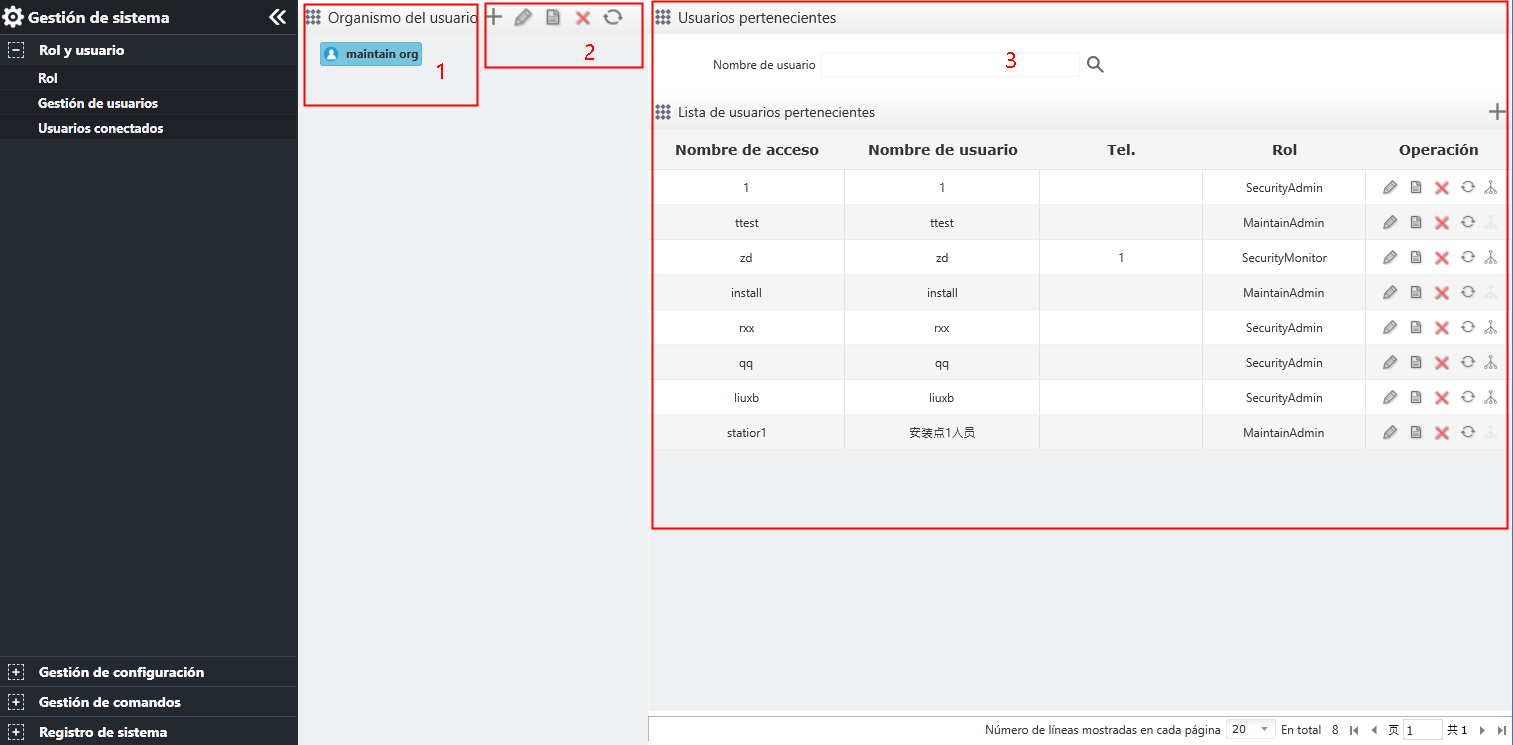 Gestión de sistema
Rol y usuario
Rol
Gestión de usuarios
Usuarios conectados
Gestión de configuración
Gestión de comandos
Registro de sistema
Organismo del usuario
maintain org
1
2
Usuarios pertenecientes
Nombre de usuario
3
Lista de usuarios pertenecientes
Nombre de acceso Nombre de usuario Tel. Rol Operación
1 1 SecurityAdmin
ttest ttest MaintainAdmin
zd zd 1 SecurityMonitor
install install MaintainAdmin
rxx rxx SecurityAdmin
qq qq SecurityAdmin
liuxb liuxb SecurityAdmin
statior1 安装点1人员 MaintainAdmin
Número de líneas mostradas en cada página 20 En total 8 页 1 共 1